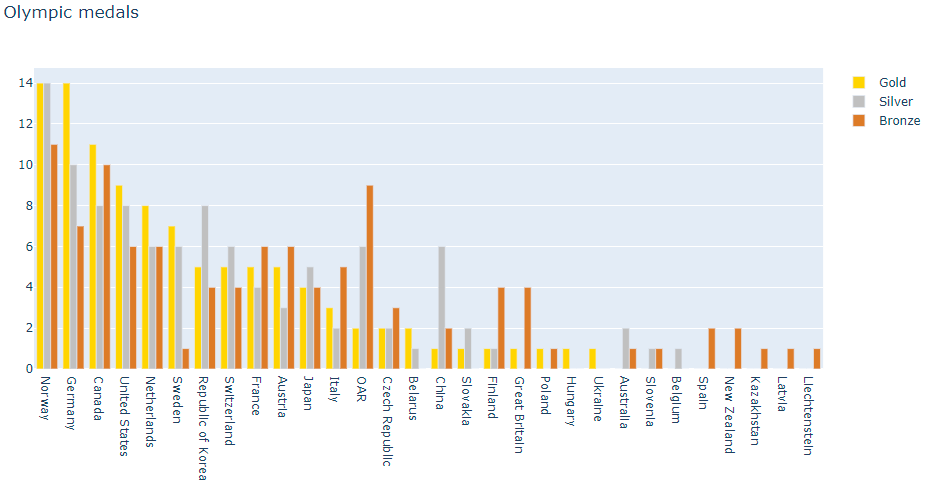 Olympic medals
Gold
Silver
Bronze
14
12
10
8
6
4
2
0
Norway
Germany
Canada
United States
Netherlands
Sweden
Republic of Korea
Switzerland
France
Austria
Japan
Italy
OAR
Czech Republic
Belarus
China
Slovakia
Finland
Great Britain
Poland
Hungary
Ukraine
Australia
Slovenia
Belgium
Spain
New Zealand
Kazakhstan
Latvia
Liechtenstein